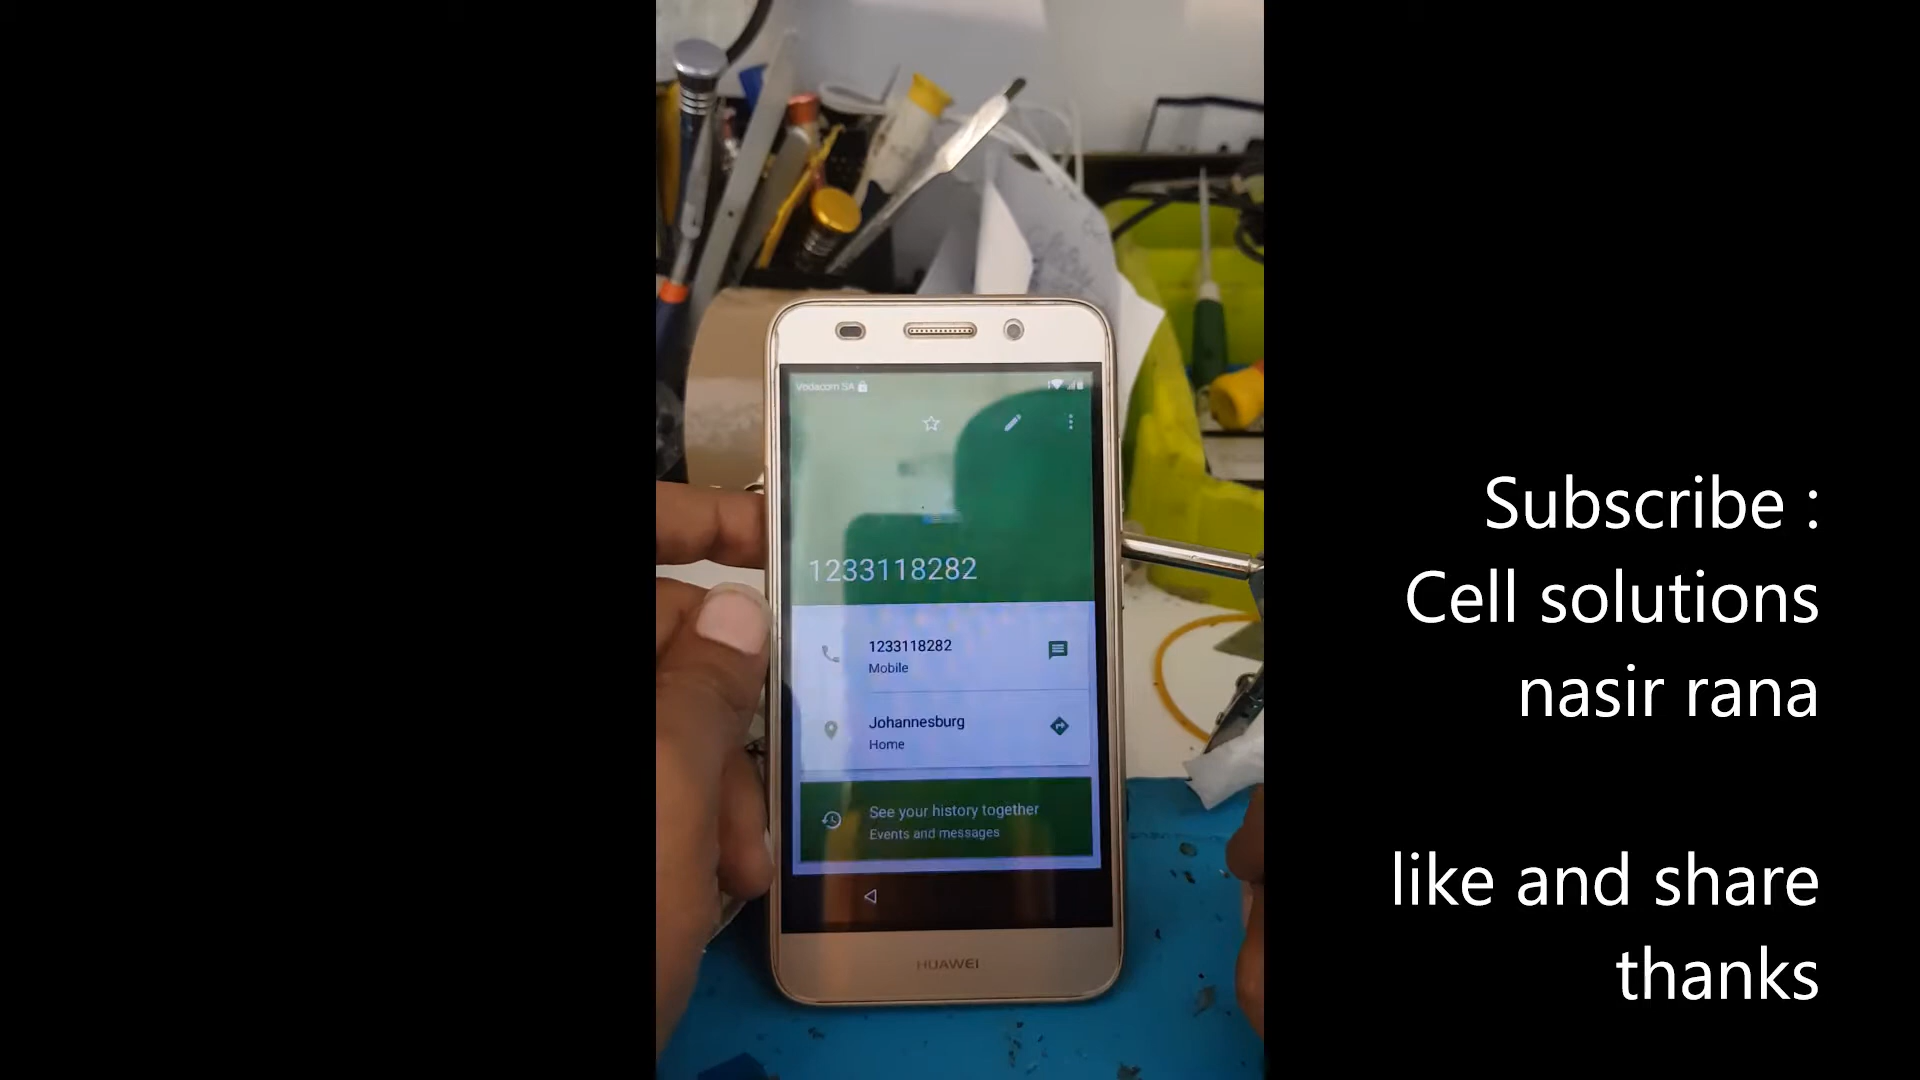 Vodacom SA
1233118282
1233118282
Mobile
Johannesburg
Home
See your history together
Events and messages
HUAWEI
Subscribe :
Cell solutions
nasir rana
like and share
thanks